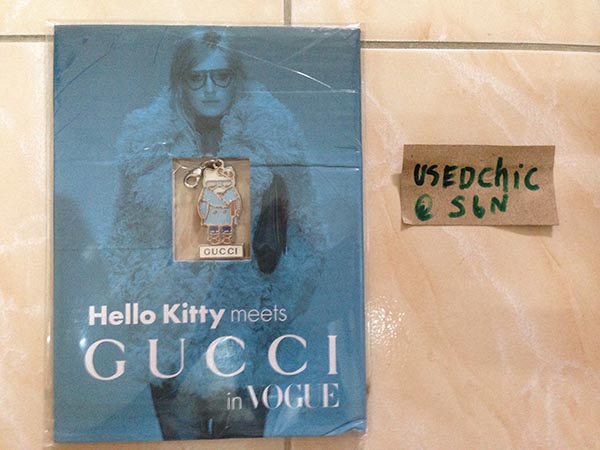 GUCCI
Hello Kitty meets
GUCCI
in VOGUE
USEDChiC
@ S6N